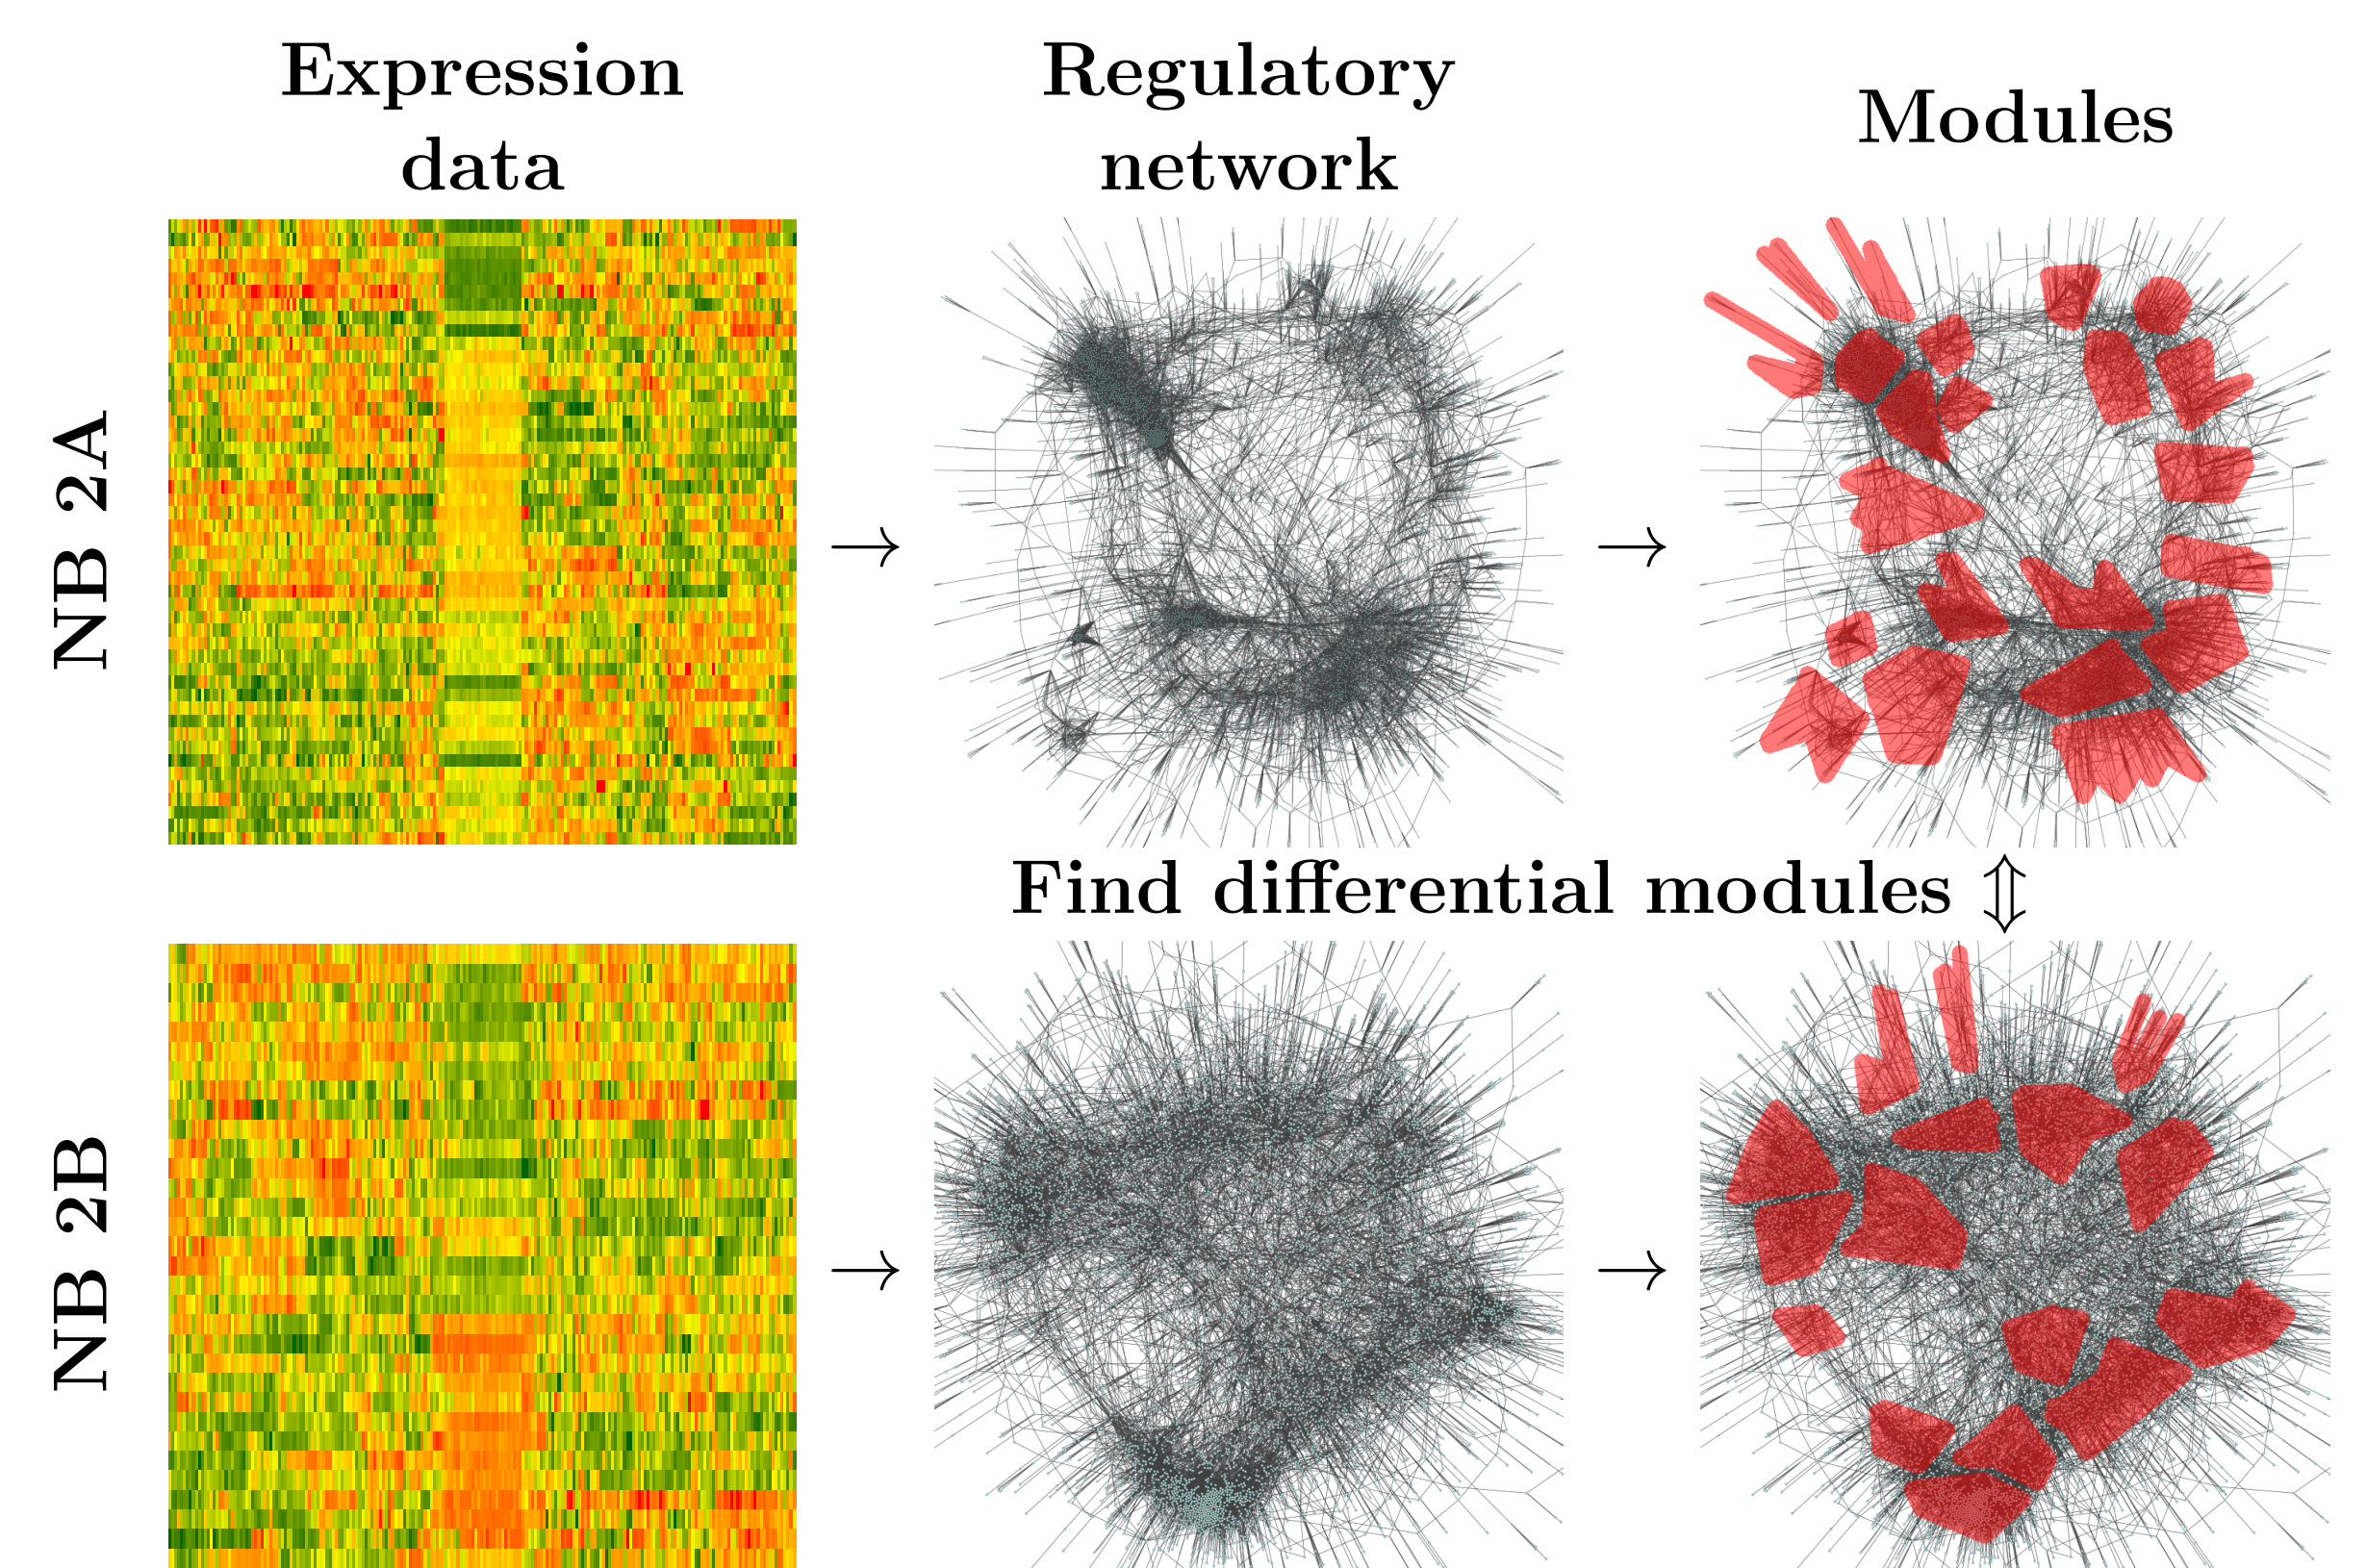 Expression
data
Regulatory
network
Modules
NB 2A
→
→
Find differential modules ⇕
NB 2B
→
→